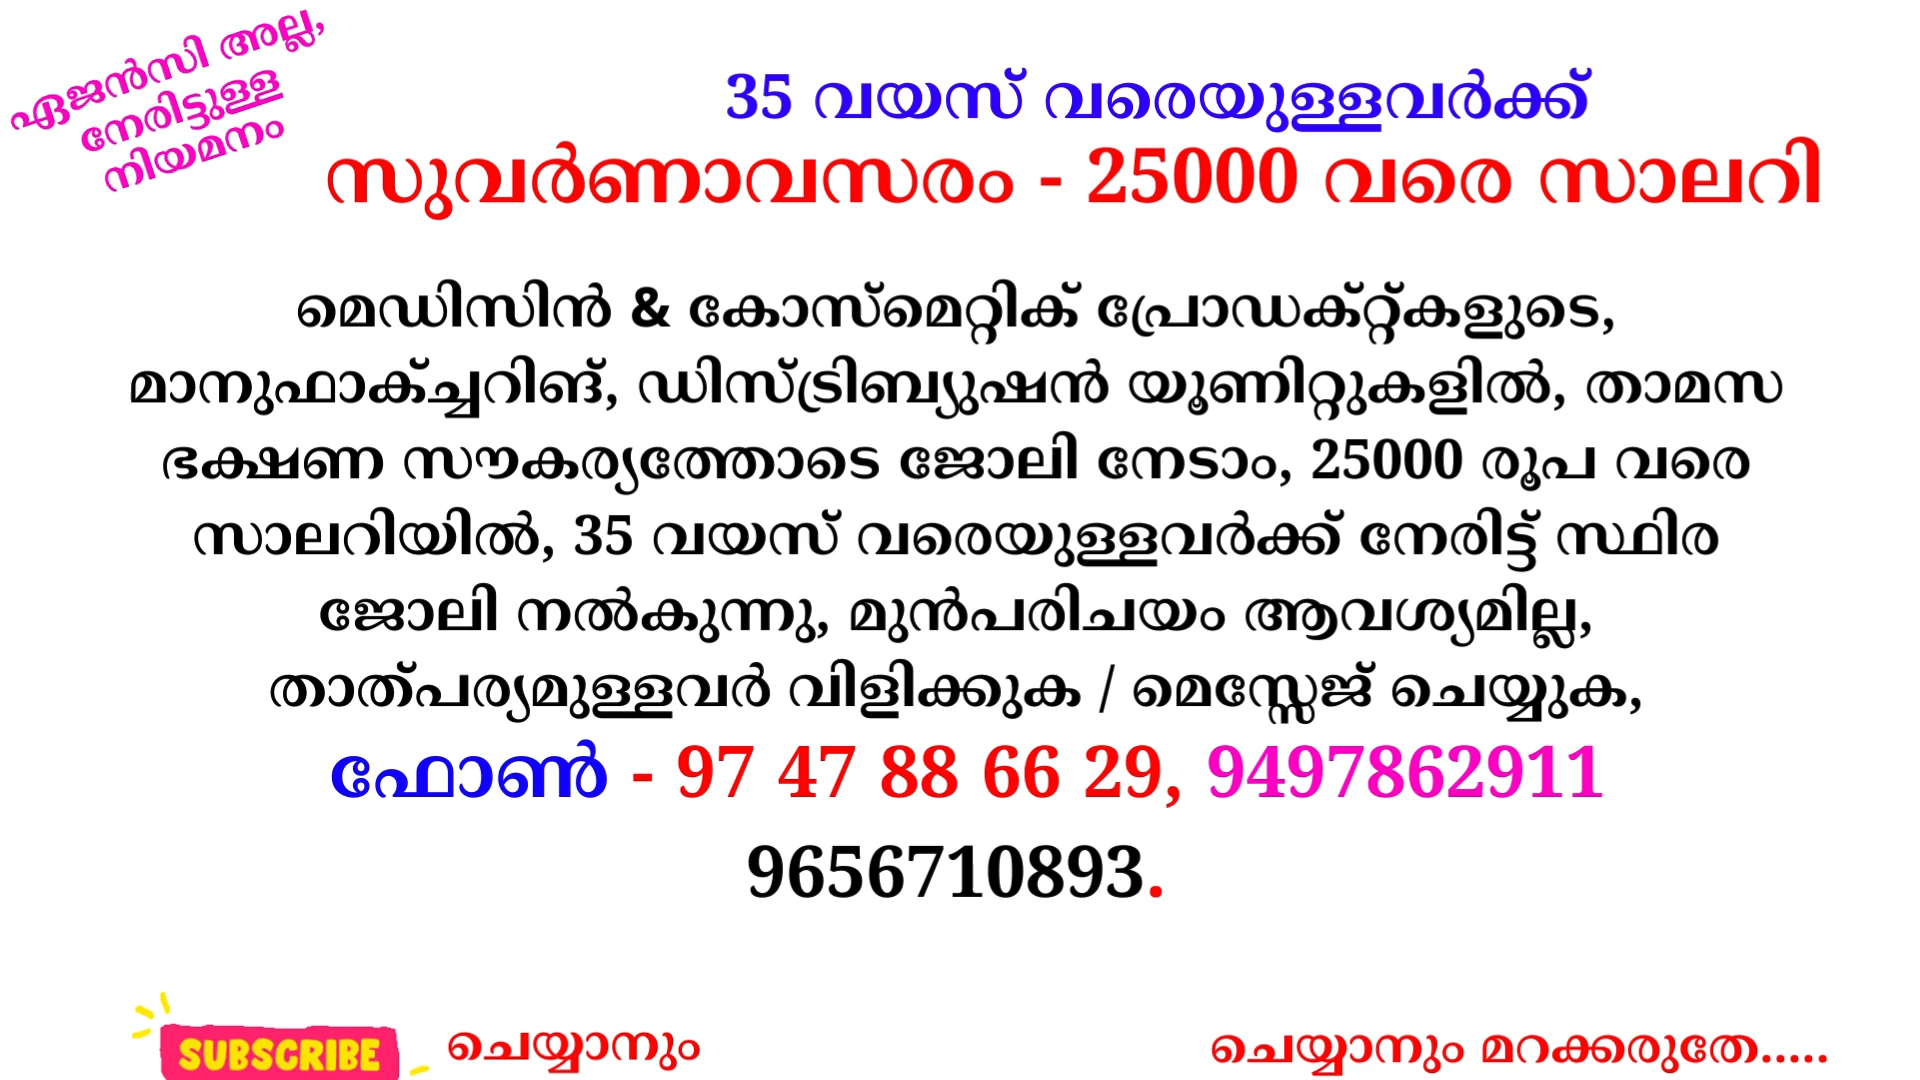 ഏജൻസി അല്ല,
നേരിട്ടുള്ള
നിയമനം
35 വയസ് വരെയുള്ളവർക്ക്
സുവർണാവസരം - 25000 വരെ സാലറി
മെഡിസിൻ & കോസ്മെറ്റിക് പ്രോഡക്റ്റ്കളുടെ,
മാനുഫാക്ച്ചറിങ്, ഡിസ്ട്രിബ്യുഷൻ യൂണിറ്റുകളിൽ, താമസ
ഭക്ഷണ സൗകര്യത്തോടെ ജോലി നേടാം, 25000 രൂപ വരെ
സാലറിയിൽ, 35 വയസ് വരെയുള്ളവർക്ക് നേരിട്ട് സ്ഥിര
ജോലി നൽകുന്നു, മുൻപരിചയം ആവശ്യമില്ല,
താത്പര്യമുള്ളവർ വിളിക്കുക / മെസ്സേജ് ചെയ്യുക,
ഫോൺ - 97 47 88 66 29, 9497862911
9656710893.
SUBSCRIBE ചെയ്യാനും ചെയ്യാനും മറക്കരുതേ.....